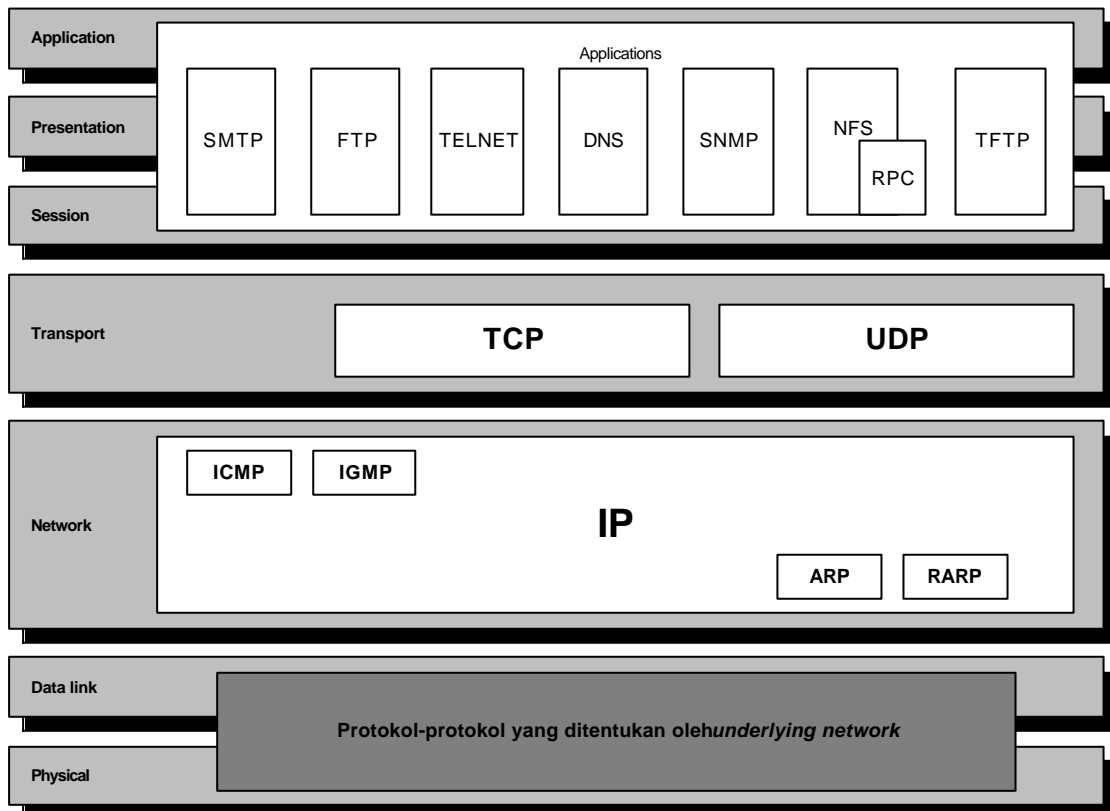 Application
Applications
Presentation
SMTP
FTP
TELNET
DNS
SNMP
NFS
RPC
TFTP
Session
Transport
TCP
UDP
ICMP
IGMP
Network
IP
ARP
RARP
Data link
Protokol-protokol yang ditentukan olehunderlying network
Physical